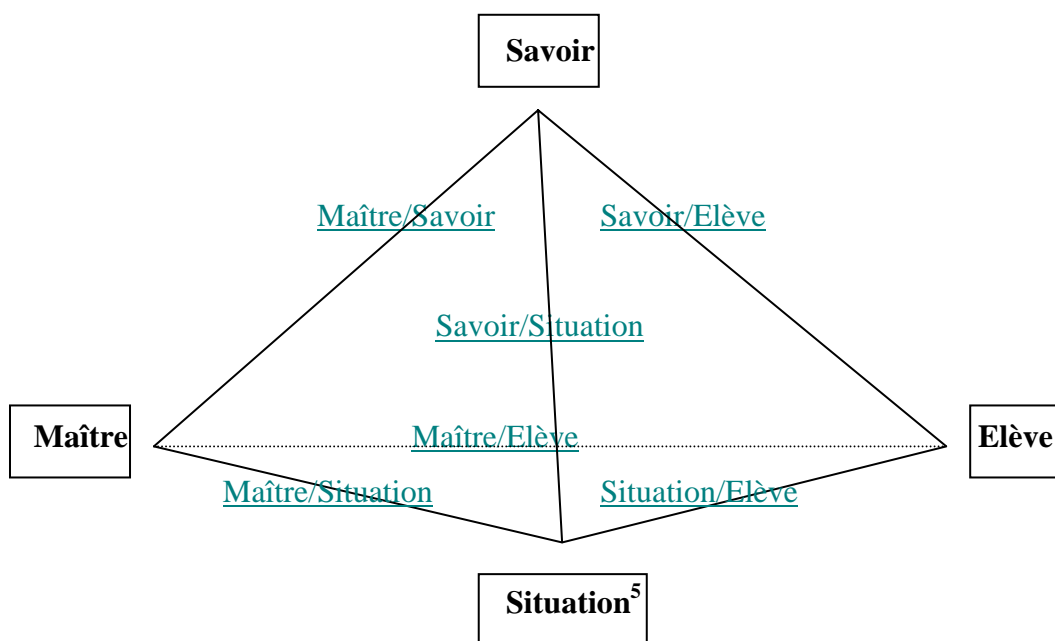 Savoir
Maître/Savoir Savoir/Elève
Savoir/Situation
Maître Maître/Elève Elève
Maître/Situation Situation/Elève
Situation⁵